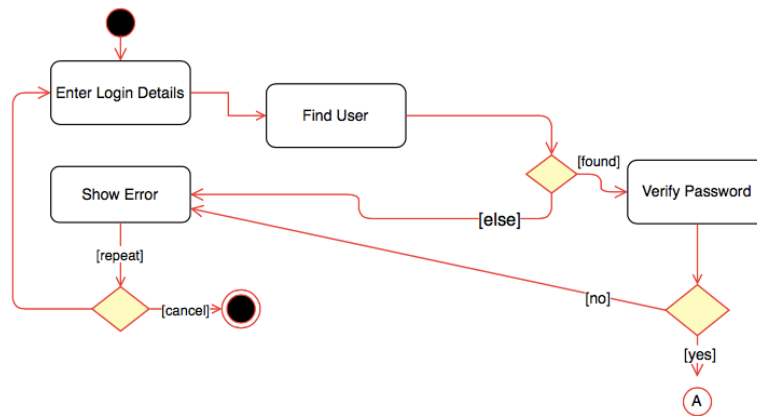 Enter Login Details
Find User
[found]
Show Error
Verify Password
[else]
[repeat]
[no]
[cancel]
[yes]
A